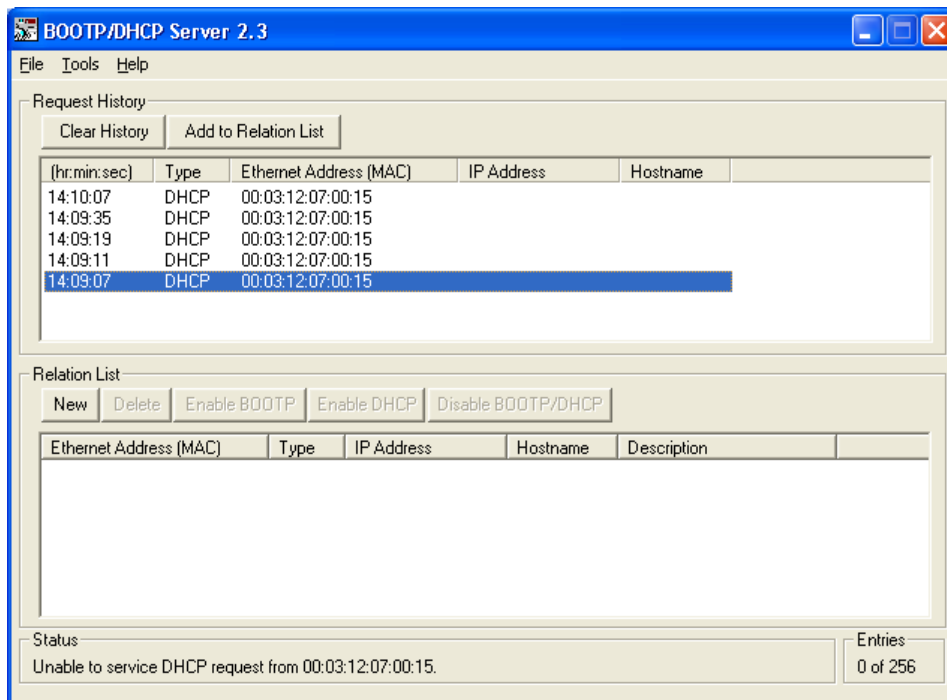 BOOTP/DHCP Server 2.3
File Tools Help
Request History
Clear History Add to Relation List
(hr:min:sec) Type Ethernet Address (MAC) IP Address Hostname
14:10:07 DHCP 00:03:12:07:00:15
14:09:35 DHCP 00:03:12:07:00:15
14:09:19 DHCP 00:03:12:07:00:15
14:09:11 DHCP 00:03:12:07:00:15
14:09:07 DHCP 00:03:12:07:00:15
Relation List
New Delete Enable BOOTP Enable DHCP Disable BOOTP/DHCP
Ethernet Address (MAC) Type IP Address Hostname Description
Status
Unable to service DHCP request from 00:03:12:07:00:15.
Entries
0 of 256